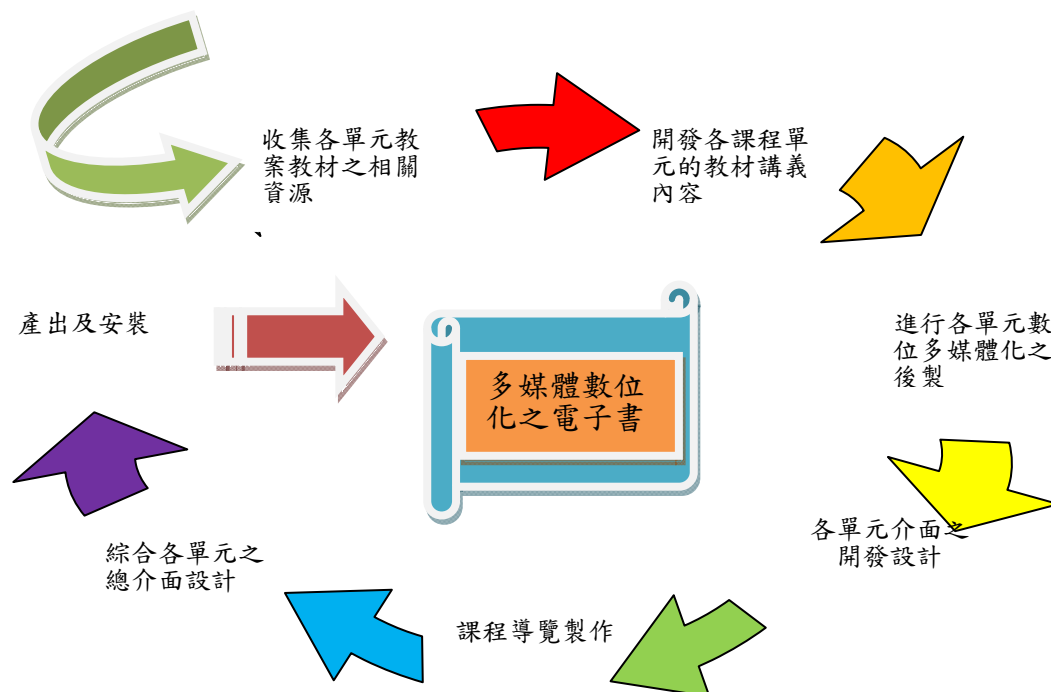 收集各單元教
案教材之相關
資源
、
開發各課程單
元的教材講義
內容
進行各單元數
位多媒體化之
後製
各單元介面之
開發設計
課程導覽製作
綜合各單元之
總介面設計
產出及安裝
多媒體數位
化之電子書